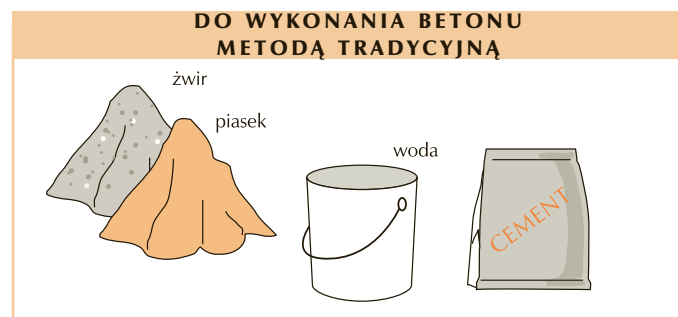 DO WYKONANIA BETONU
METODĄ TRADYCYJNĄ
żwir
piasek
woda
CEMENT